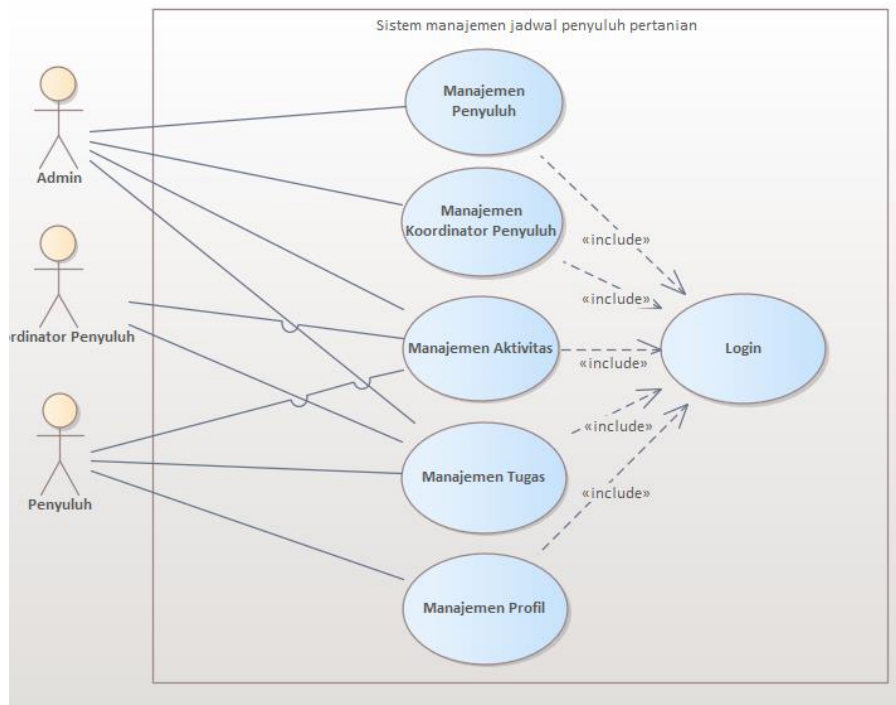 Sistem manajemen jadwal penyuluh pertanian
Manajemen
Penyuluh
Admin
Manajemen
Koordinator Penyuluh
«include»
«include»
rdinator Penyuluh
Manajemen Aktivitas
«include»
Login
«include»
Manajemen Tugas
«include»
Penyuluh
Manajemen Profil